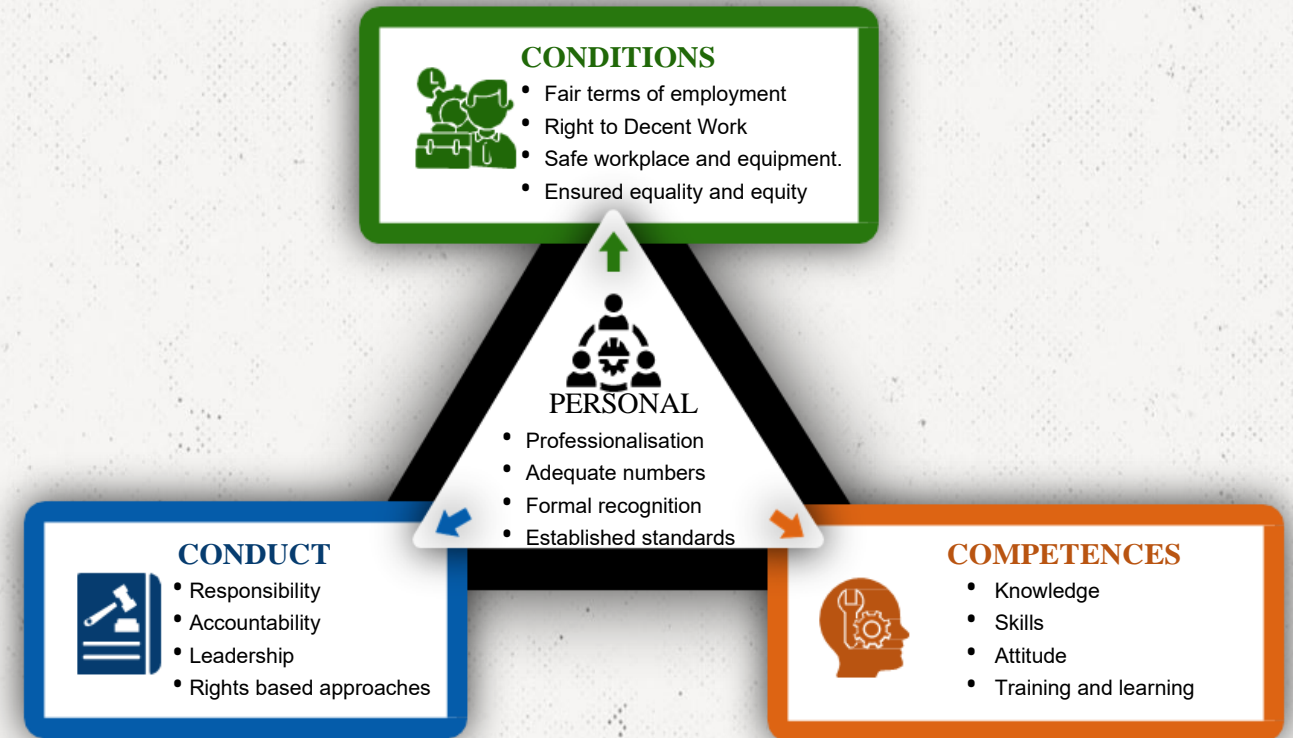 CONDITIONS
• Fair terms of employment
• Right to Decent Work
• Safe workplace and equipment.
• Ensured equality and equity
PERSONAL
• Professionalisation
• Adequate numbers
• Formal recognition
• Established standards
CONDUCT
• Responsibility
• Accountability
• Leadership
• Rights based approaches
COMPETENCES
• Knowledge
• Skills
• Attitude
• Training and learning